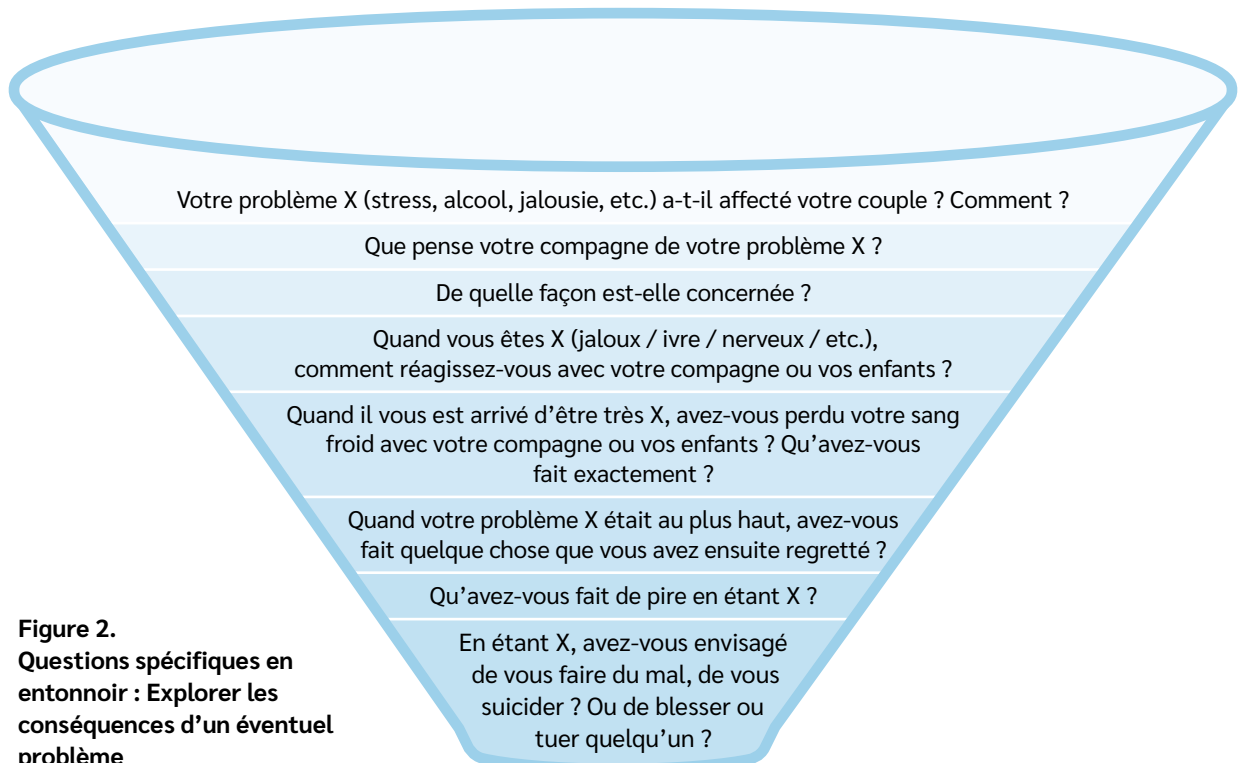 Votre problème X (stress, alcool, jalousie, etc.) a-t-il affecté votre couple ? Comment ?
Que pense votre compagne de votre problème X ?
De quelle façon est-elle concernée ?
Quand vous êtes X (jaloux / ivre / nerveux / etc.),
comment réagissez-vous avec votre compagne ou vos enfants ?
Quand il vous est arrivé d’être très X, avez-vous perdu votre sang
froid avec votre compagne ou vos enfants ? Qu’avez-vous
fait exactement ?
Quand votre problème X était au plus haut, avez-vous
fait quelque chose que vous avez ensuite regretté ?
Qu’avez-vous fait de pire en étant X ?
En étant X, avez-vous envisagé
de vous faire du mal, de vous
suicider ? Ou de blesser ou
tuer quelqu’un ?
Figure 2.
Questions spécifiques en
entonnoir : Explorer les
conséquences d’un éventuel
problème